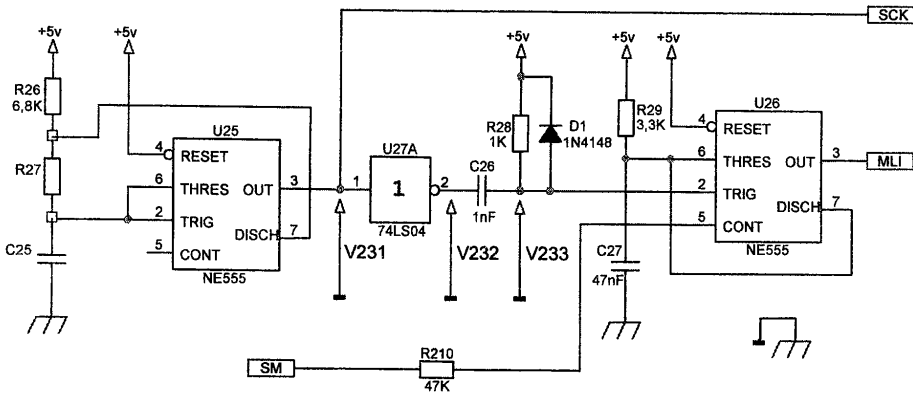 SCK
+5v
+5v
+5v
+5v
+5v
R26
6,8K
U25
R28
1K
D1
1N4148
R29
3,3K
U26
4
RESET
R27
U27A
C26
4
RESET
6
THRES
OUT
3
1
1
2
6
THRES
OUT
3
MLI
2
TRIG
2
TRIG
DISCH
7
74LS04
1nF
5
DISCH
7
C25
5
CONT
V231
V232
V233
CONT
NE555
C27
47nF
NE555
SM
R210
47K